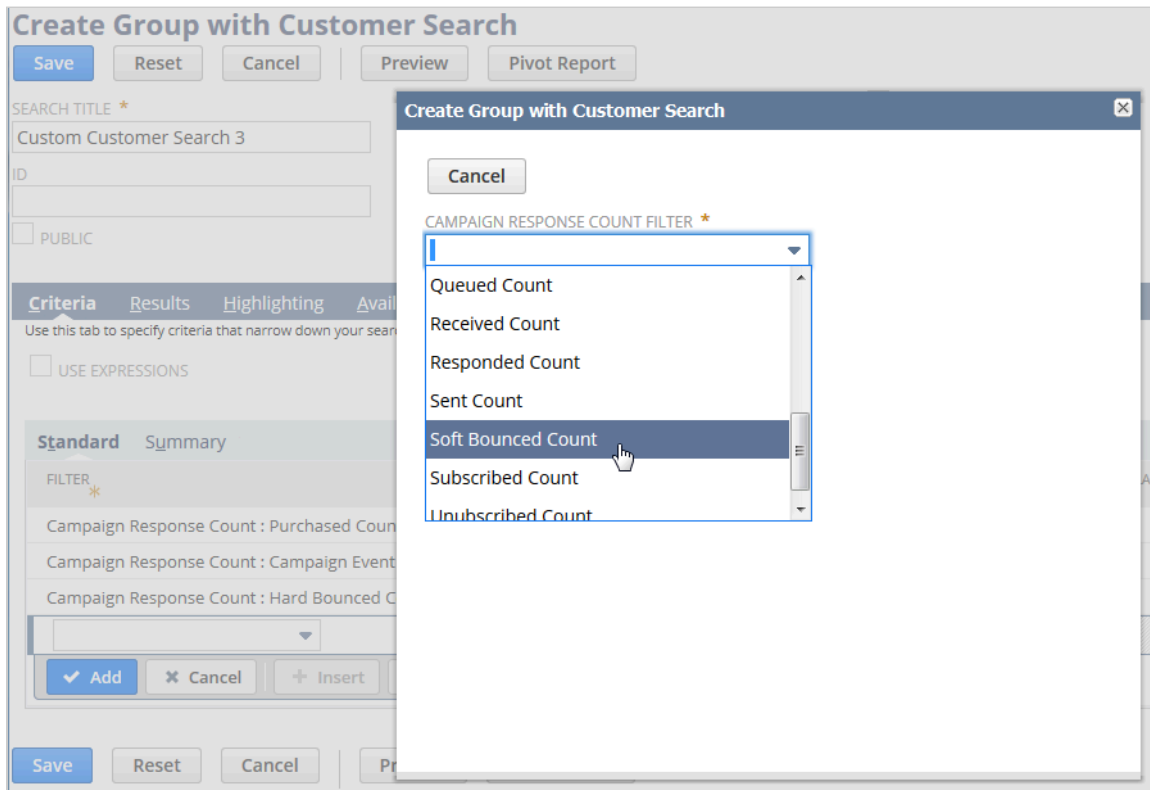 Create Group with Customer Search
Save Reset Cancel Preview Pivot Report
SEARCH TITLE *
Custom Customer Search 3
ID
PUBLIC
Criteria Results Highlighting Avail
Use this tab to specify criteria that narrow down your sear
USE EXPRESSIONS
Standard Summary
FILTER *
Campaign Response Count : Purchased Coun
Campaign Response Count : Campaign Event
Campaign Response Count : Hard Bounced C
Add Cancel Insert
Save Reset Cancel Pr
Create Group with Customer Search
Cancel
CAMPAIGN RESPONSE COUNT FILTER *
Queued Count
Received Count
Responded Count
Sent Count
Soft Bounced Count
Subscribed Count
Unubscribed Count